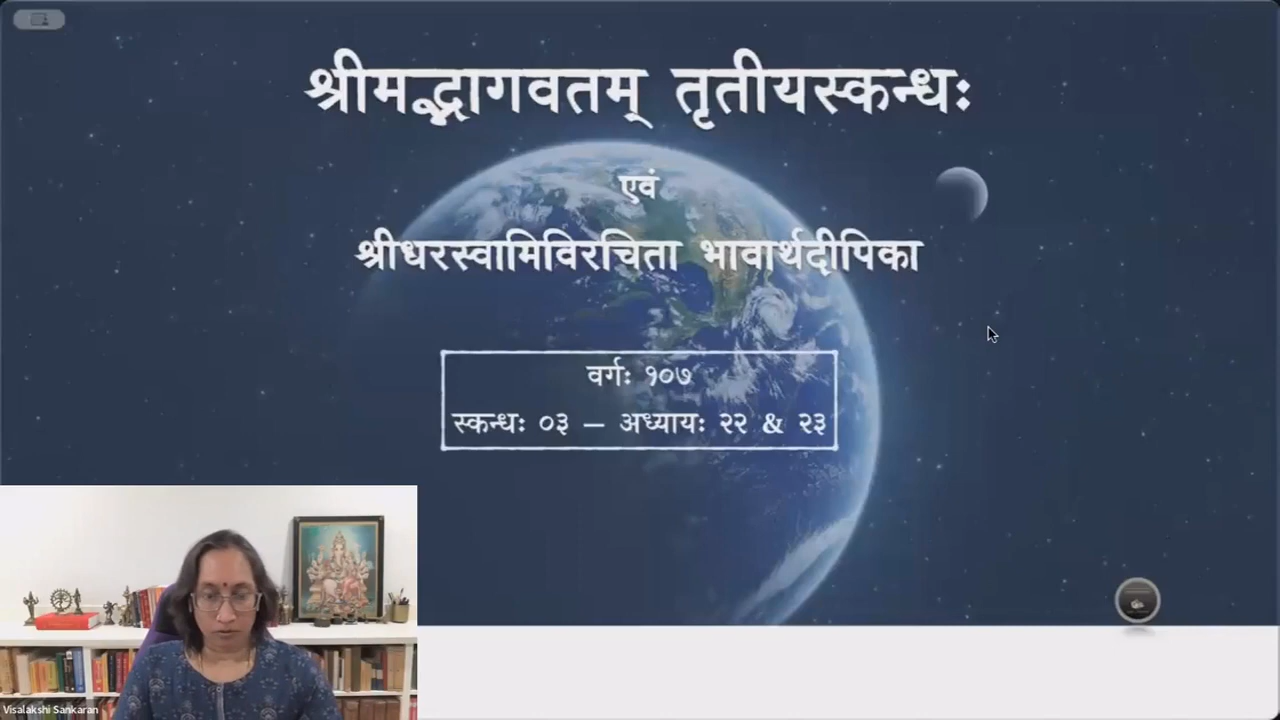 श्रीमद्भागवतम् तृतीयस्कन्धः
एवं
श्रीधरस्वामिविरचिता भावार्थदीपिका
वर्गः १०७
स्कन्धः ०३ – अध्यायः २२ & २३
Visalakshi Sankaran